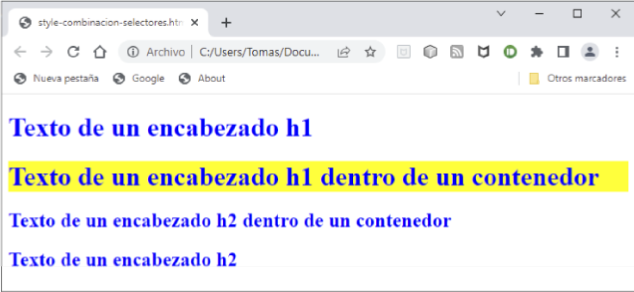 style-combinacion-selectores.htm
Archivo | C:/Users/Tomas/Docu...
Nueva pestaña Google About Otros marcadores
Texto de un encabezado h1
Texto de un encabezado h1 dentro de un contenedor
Texto de un encabezado h2 dentro de un contenedor
Texto de un encabezado h2